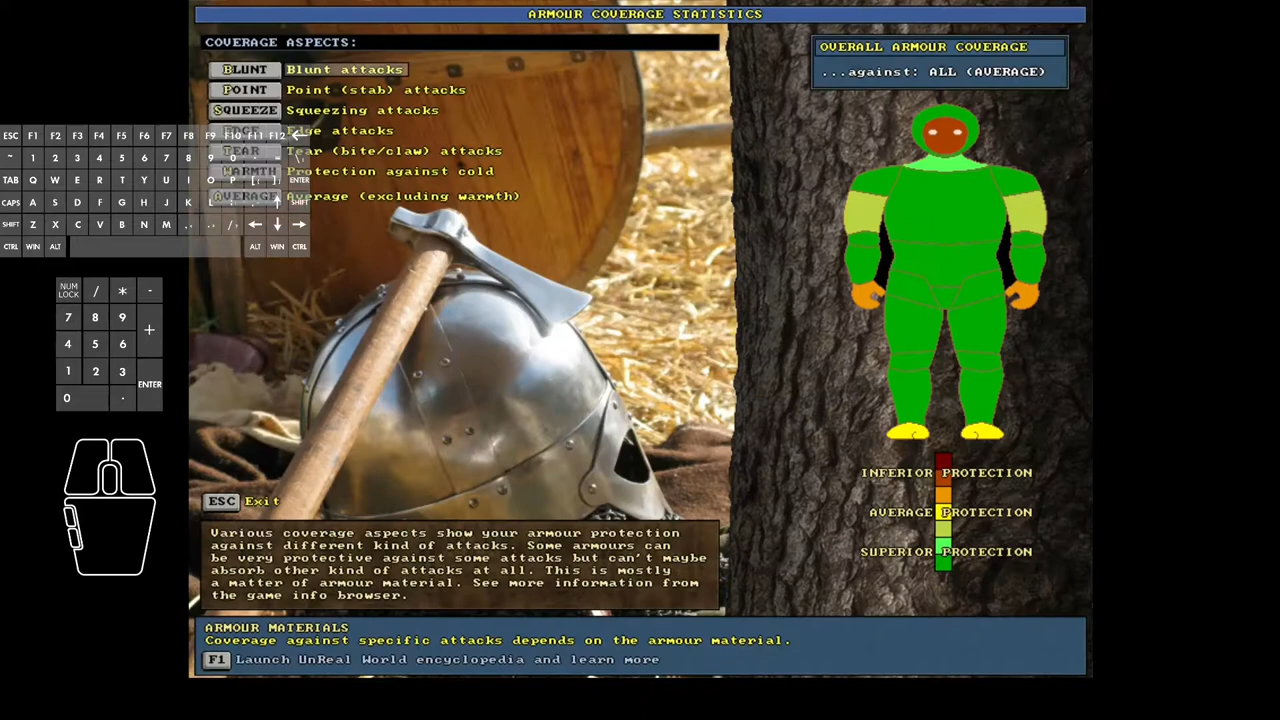 ARMOUR COVERAGE STATISTICS
COVERAGE ASPECTS:
BLUNT Blunt attacks
POINT Point (stab) attacks
SQUEEZE Squeezing attacks
EDGE Edge attacks
TEAR Tear (bite/claw) attacks
WARMTH Protection against cold
AVERAGE Average (excluding warmth)
OVERALL ARMOUR COVERAGE
...against: ALL (AVERAGE)
ESC F1 F2 F3 F4 F5 F6 F7 F8 F9 F10 F11 F12
~ 1 2 3 4 5 6 7 8 9 0 - =
TAB Q W E R T Y U I O P [ ] ENTER
CAPS A S D F G H J K L SHIFT
SHIFT Z X C V B N M
CTRL WIN ALT ALT WIN CTRL
NUM LOCK / * -
7 8 9 +
4 5 6
1 2 3 ENTER
0 .
INFERIOR PROTECTION
AVERAGE PROTECTION
SUPERIOR PROTECTION
ESC Exit
Various coverage aspects show your armour protection
against different kind of attacks. Some armours can
be very protective against some attacks but can't maybe
absorb other kind of attacks at all. This is mostly
a matter of armour material. See more information from
the game info browser.
ARMOUR MATERIALS
Coverage against specific attacks depends on the armour material.
F1 Launch UnReal World encyclopedia and learn more